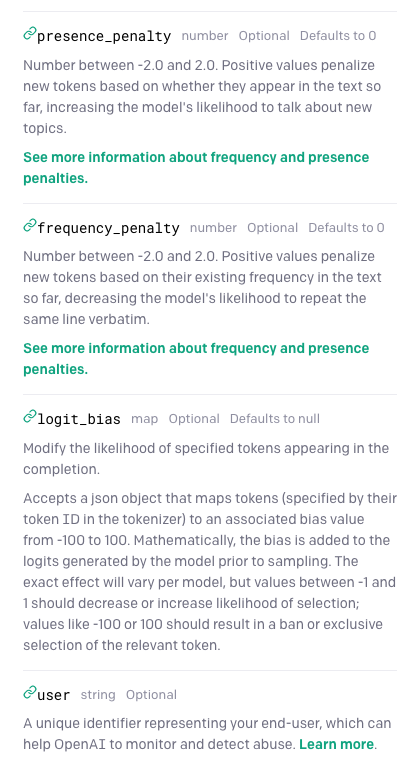 presence_penalty number Optional Defaults to 0
Number between -2.0 and 2.0. Positive values penalize
new tokens based on whether they appear in the text so
far, increasing the model's likelihood to talk about new
topics.
See more information about frequency and presence
penalties.
frequency_penalty number Optional Defaults to 0
Number between -2.0 and 2.0. Positive values penalize
new tokens based on their existing frequency in the text
so far, decreasing the model's likelihood to repeat the
same line verbatim.
See more information about frequency and presence
penalties.
logit_bias map Optional Defaults to null
Modify the likelihood of specified tokens appearing in the
completion.
Accepts a json object that maps tokens (specified by their
token ID in the tokenizer) to an associated bias value
from -100 to 100. Mathematically, the bias is added to the
logits generated by the model prior to sampling. The
exact effect will vary per model, but values between -1 and
1 should decrease or increase likelihood of selection;
values like -100 or 100 should result in a ban or exclusive
selection of the relevant token.
user string Optional
A unique identifier representing your end-user, which can
help OpenAI to monitor and detect abuse. Learn more.